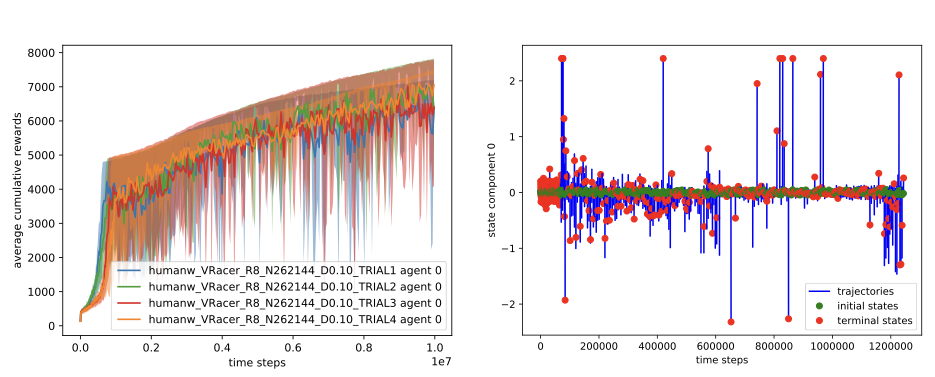 8000
7000
6000
5000
4000
3000
2000
1000
0
average cumulative rewards
humanw_VRacer_R8_N262144_D0.10_TRIAL1 agent 0
humanw_VRacer_R8_N262144_D0.10_TRIAL2 agent 0
humanw_VRacer_R8_N262144_D0.10_TRIAL3 agent 0
humanw_VRacer_R8_N262144_D0.10_TRIAL4 agent 0
0.0 0.2 0.4 0.6 0.8 1.0
1e7
time steps
2
1
0
−1
−2
state component 0
trajectories
initial states
terminal states
0 200000 400000 600000 800000 1000000 1200000
time steps